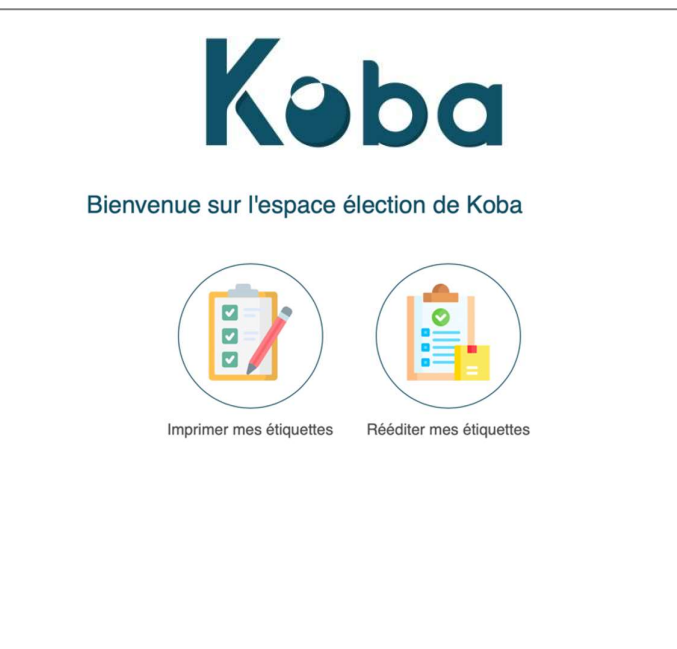 Koba
Bienvenue sur l'espace élection de Koba
Imprimer mes étiquettes
Rééditer mes étiquettes